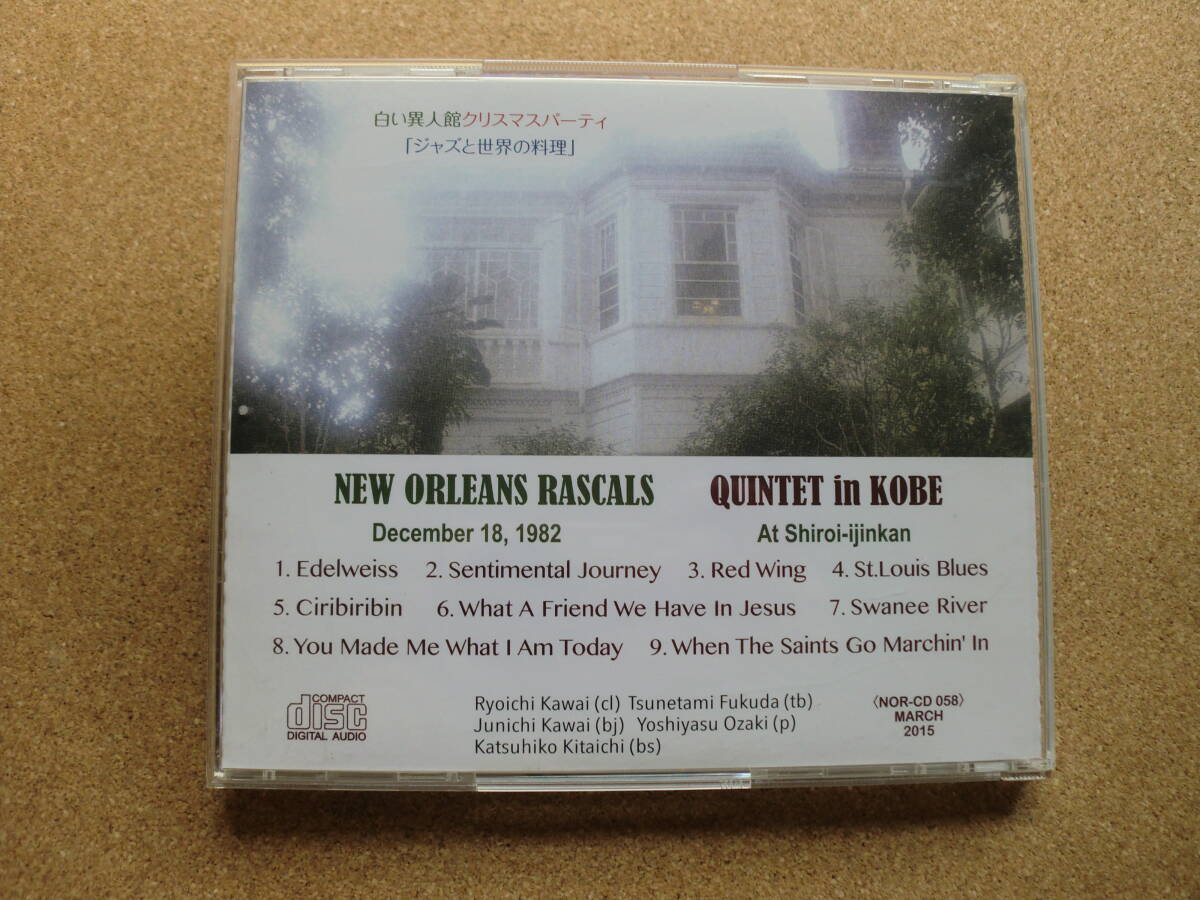 白い異人館クリスマスパーティ
「ジャズと世界の料理」
NEW ORLEANS RASCALS QUINTET in KOBE
December 18, 1982 At Shiroi-ijinkan
1. Edelweiss 2. Sentimental Journey 3. Red Wing 4. St.Louis Blues
5. Ciribiribin 6. What A Friend We Have In Jesus 7. Swanee River
8. You Made Me What I Am Today 9. When The Saints Go Marchin' In
COMPACT
disc
DIGITAL AUDIO
Ryoichi Kawai (cl) Tsunetami Fukuda (tb)
Junichi Kawai (bj) Yoshiyasu Ozaki (p)
Katsuhiko Kitaichi (bs)
〈NOR-CD 058〉
MARCH
2015